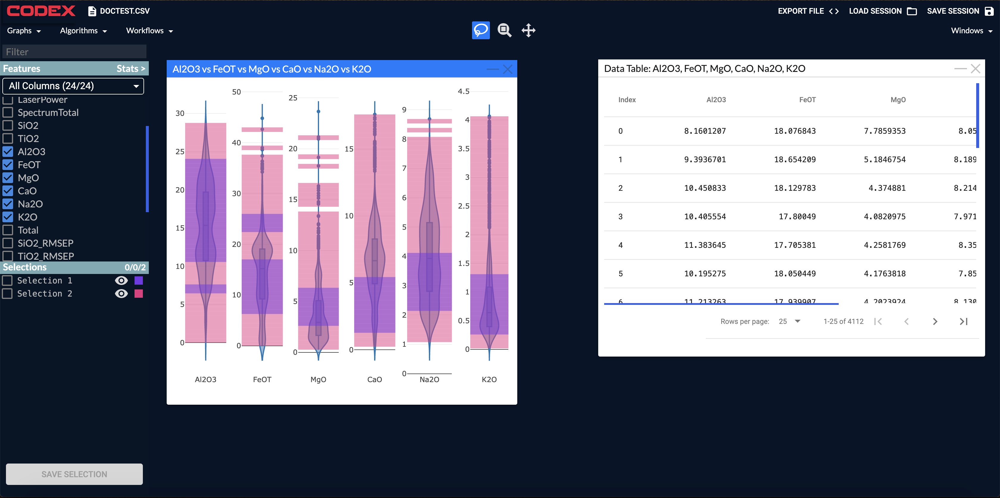 CODEX DOCTEST.CSV EXPORT FILE LOAD SESSION SAVE SESSION
Graphs Algorithms Workflows Windows
Filter
Features Stats >
All Columns (24/24)
LaserPower
SpectrumTotal
SiO2
TiO2
Al2O3
FeOT
MgO
CaO
Na2O
K2O
Total
SiO2_RMSEP
TiO2_RMSEP
Selections 0/0/2
Selection 1
Selection 2
SAVE SELECTION
Al2O3 vs FeOT vs MgO vs CaO vs Na2O vs K2O
30
25
20
15
10
5
0
Al2O3
50
40
30
20
10
0
FeOT
25
20
15
10
5
0
MgO
15
10
5
0
CaO
9
8
7
6
5
4
3
2
1
0
Na2O
4.5
4
3.5
3
2.5
2
1.5
1
0.5
0
K2O
Data Table: Al2O3, FeOT, MgO, CaO, Na2O, K2O
Index Al2O3 FeOT MgO
0 8.1601207 18.076843 7.7859353 8.05
1 9.3936701 18.654209 5.1846754 8.189
2 10.450833 18.129783 4.374881 8.214
3 10.405554 17.80049 4.0820975 7.971
4 11.383645 17.705381 4.2581769 8.35
5 10.195275 18.050449 4.1763818 7.85
6 11.213263 17.939907 4.2023924 8.130
Rows per page: 25 1-25 of 4112